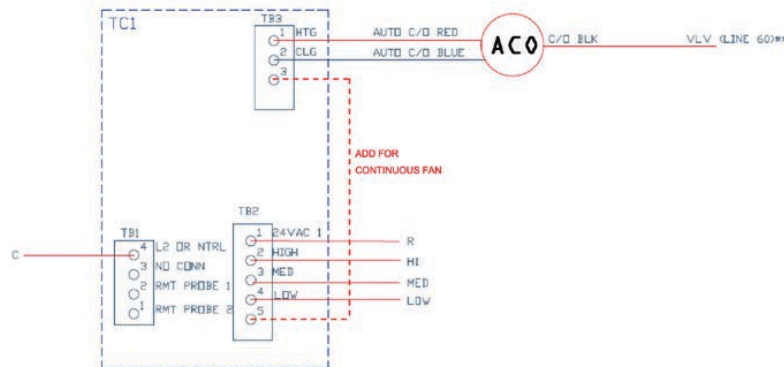 TC1
TB3
1 HTG AUTO C/O RED
2 CLG AUTO C/O BLUE
3
ACO
C/O BLK
VLV (LINE 60)**
ADD FOR
CONTINUOUS FAN
TB1
C
4 L2 OR NTRL
3 NO CONN
2 RMT PROBE 1
1 RMT PROBE 2
TB2
1 24VAC 1 R
2 HIGH HI
3 MED MED
4 LOW LOW
5